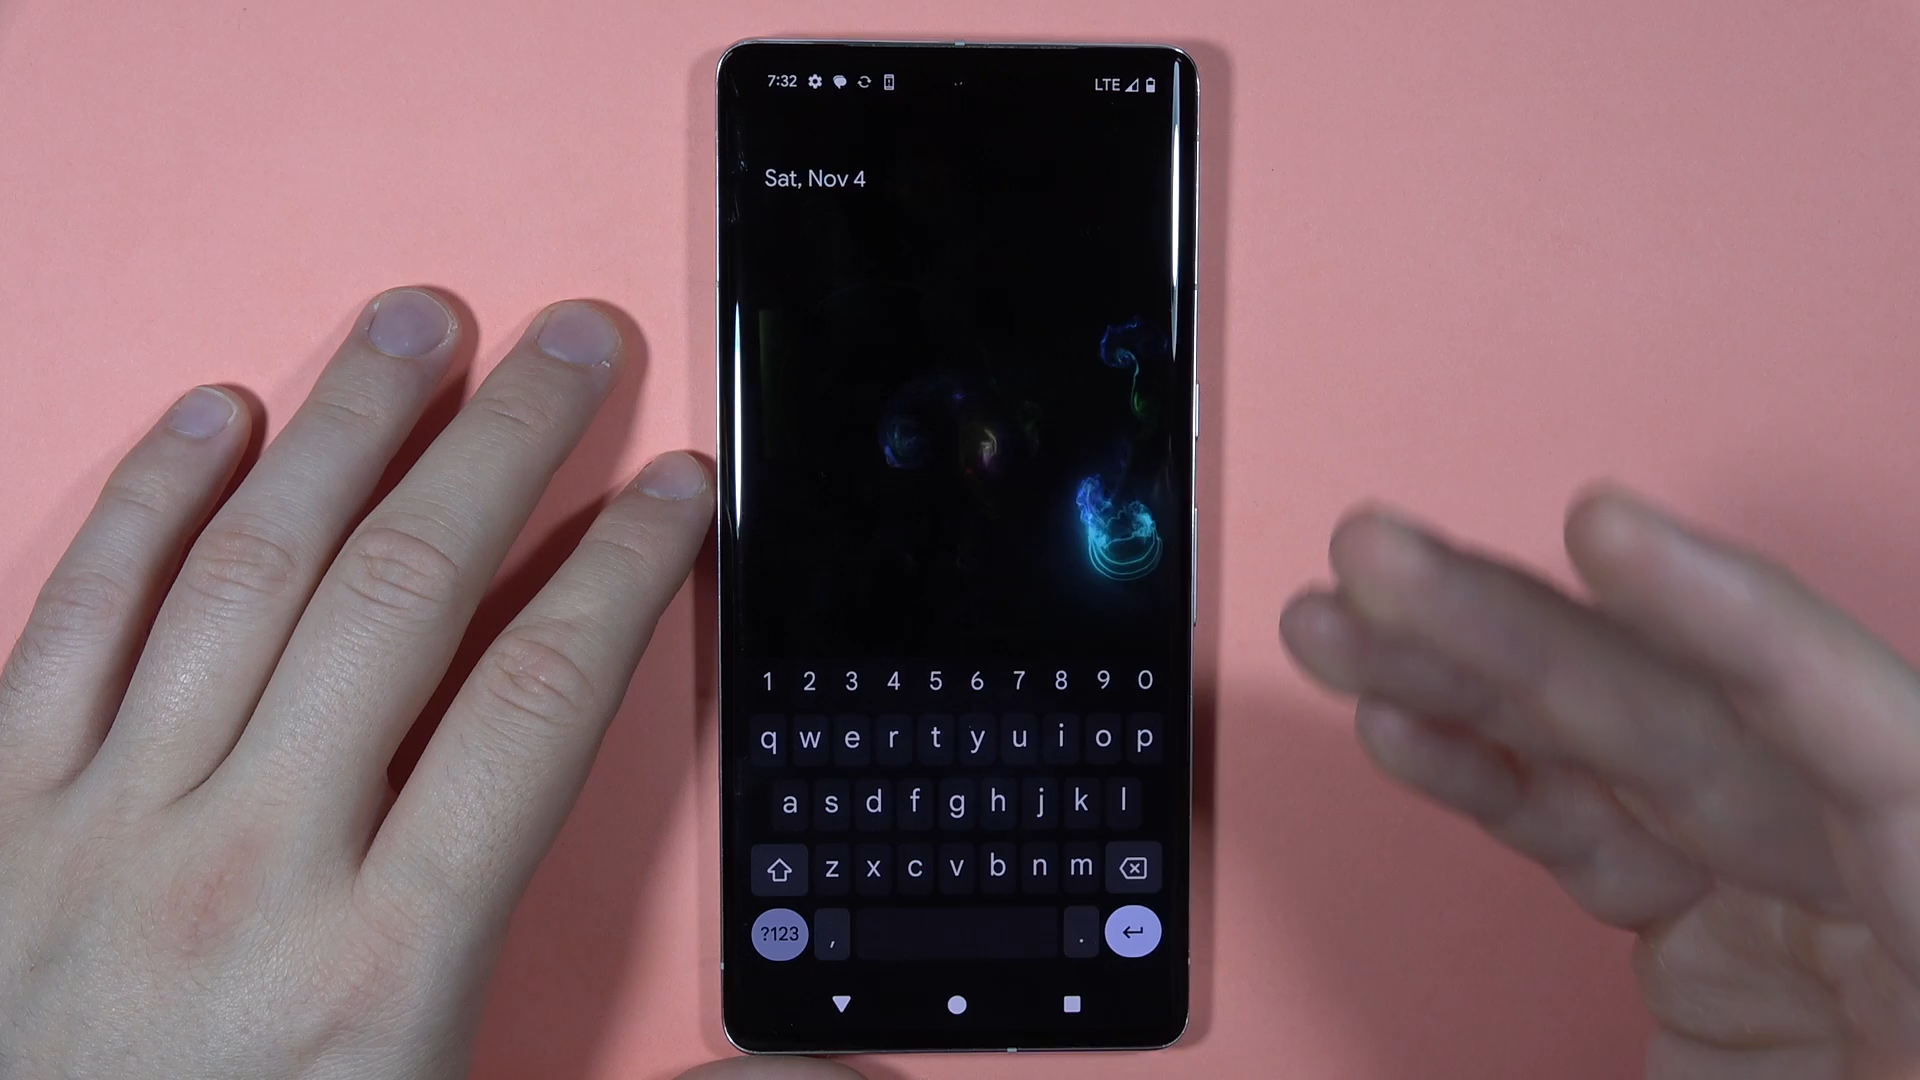 7:32 LTE
Sat, Nov 4
1 2 3 4 5 6 7 8 9 0
q w e r t y u i o p
a s d f g h j k l
z x c v b n m
?123 , .